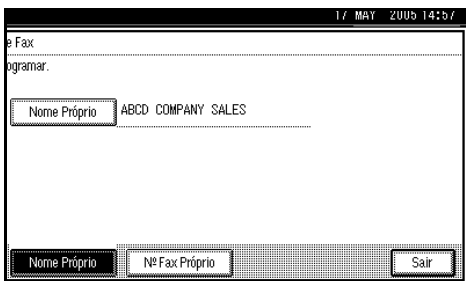 17 MAY 2005 14:57
e Fax
ogramar.
Nome Próprio ABCD COMPANY SALES
Nome Próprio Nº Fax Próprio Sair